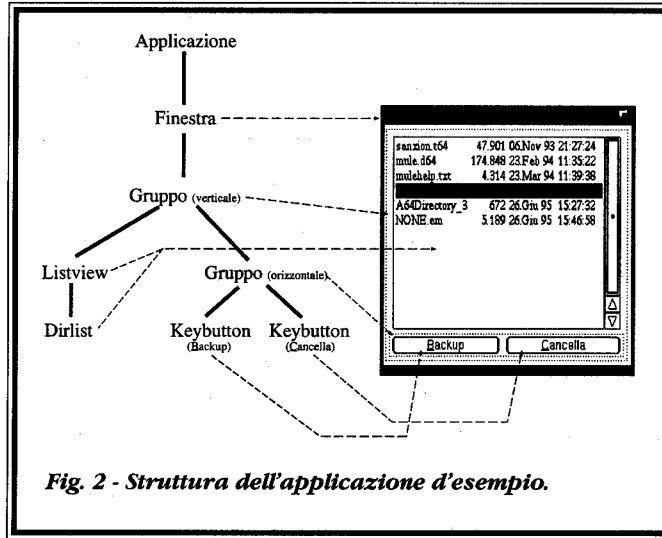 Applicazione
Finestra
Gruppo (verticale)
Listview
Gruppo (orizzontale)
Dirlist
Keybutton
(Backup)
Keybutton
(Cancella)
sanxion.t64 47.901 06.Nov 93 21:27:24
mule.d64 174.848 23.Feb 94 11:35:22
mulehelp.txt 4.314 23.Mar 94 11:39:38
A64Directory_3 672 26.Giu 95 15:27:32
NONE.em 5.189 26.Giu 95 15:46:58
Backup
Cancella
Fig. 2 - Struttura dell'applicazione d'esempio.